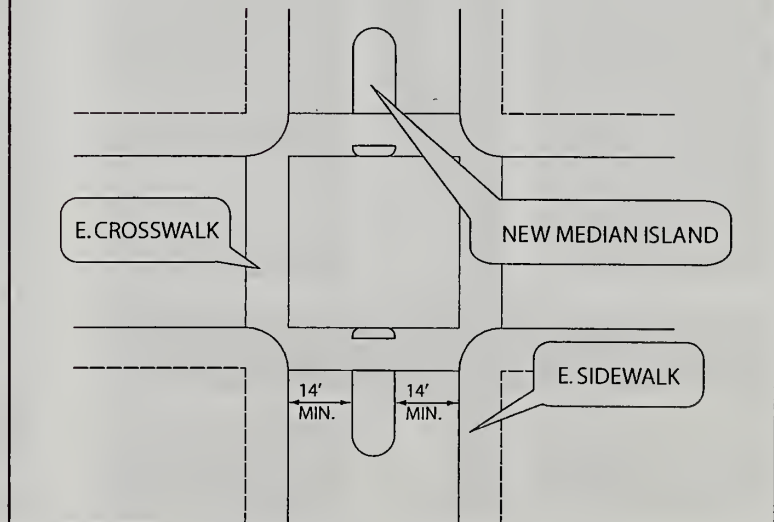 E. CROSSWALK
NEW MEDIAN ISLAND
E. SIDEWALK
14' 14'
MIN. MIN.